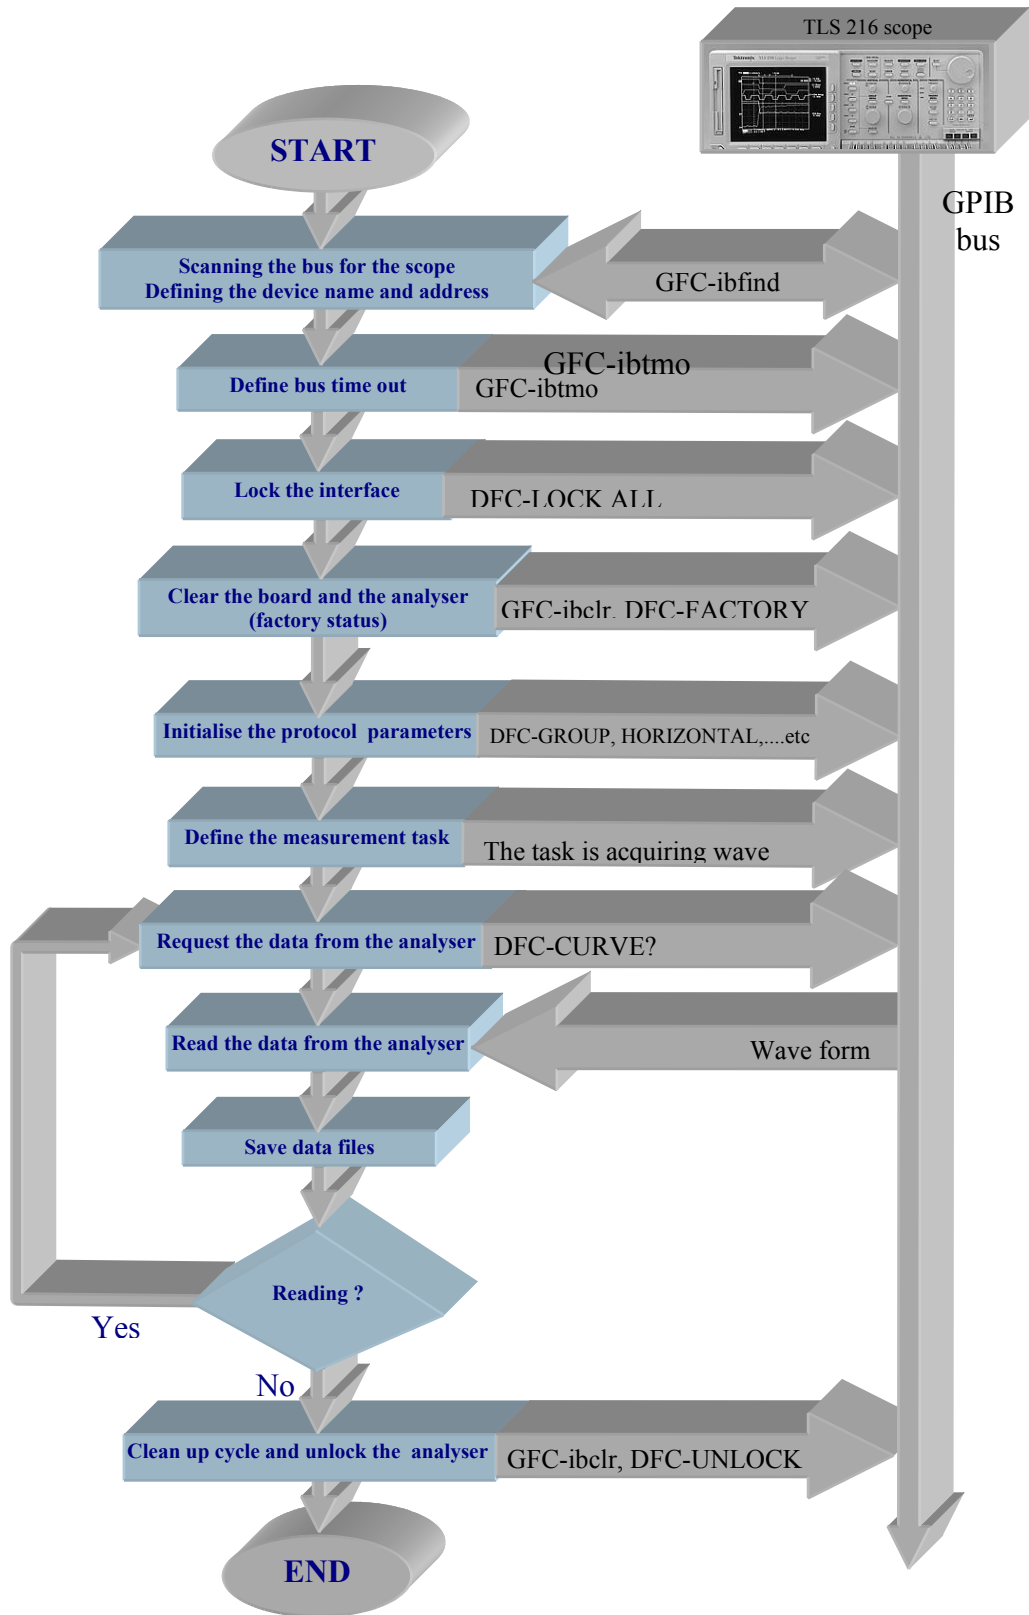 TLS 216 scope
Tektronix
START
GPIB
bus
Scanning the bus for the scope
Defining the device name and address
GFC-ibfind
GFC-ibtmo
Define bus time out
GFC-ibtmo
Lock the interface
DFC-LOCK ALL
Clear the board and the analyser
(factory status)
GFC-ibclr, DFC-FACTORY
Initialise the protocol parameters
DFC-GROUP, HORIZONTAL,....etc
Define the measurement task
The task is acquiring wave
Request the data from the analyser
DFC-CURVE?
Read the data from the analyser
Wave form
Save data files
Reading ?
Yes
No
Clean up cycle and unlock the analyser
GFC-ibclr, DFC-UNLOCK
END